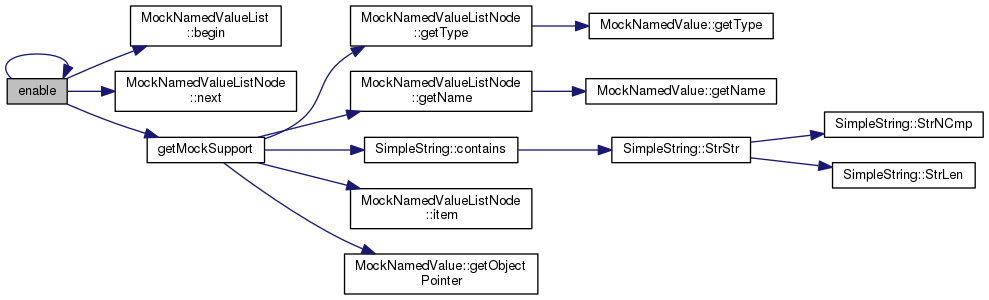 enable
MockNamedValueList
::begin
MockNamedValueListNode
::next
getMockSupport
MockNamedValueListNode
::getType
MockNamedValue::getType
MockNamedValueListNode
::getName
MockNamedValue::getName
SimpleString::contains
SimpleString::StrStr
SimpleString::StrNCmp
SimpleString::StrLen
MockNamedValueListNode
::item
MockNamedValue::getObject
Pointer